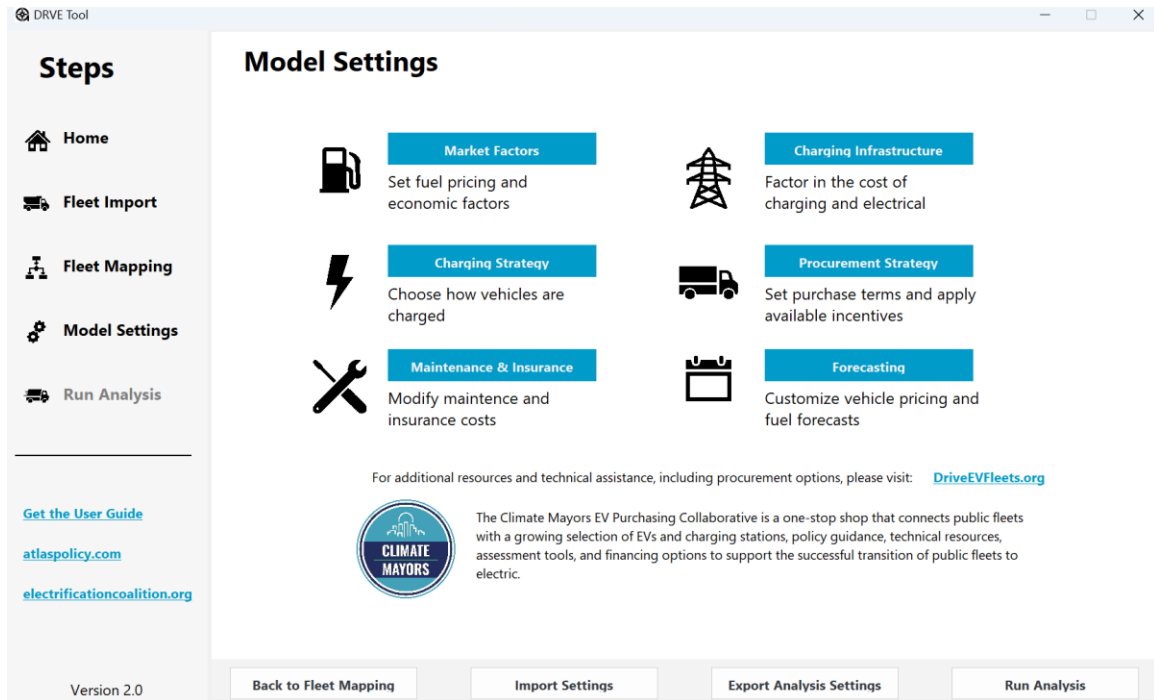 DRVE Tool
Steps
Home
Fleet Import
Fleet Mapping
Model Settings
Run Analysis
Get the User Guide
atlaspolicy.com
electrificationcoalition.org
Version 2.0
Model Settings
Market Factors
Set fuel pricing and
economic factors
Charging Infrastructure
Factor in the cost of
charging and electrical
Charging Strategy
Choose how vehicles are
charged
Procurement Strategy
Set purchase terms and apply
available incentives
Maintenance & Insurance
Modify maintence and
insurance costs
Forecasting
Customize vehicle pricing and
fuel forecasts
For additional resources and technical assistance, including procurement options, please visit: DriveEVFleets.org
CLIMATE
MAYORS
The Climate Mayors EV Purchasing Collaborative is a one-stop shop that connects public fleets
with a growing selection of EVs and charging stations, policy guidance, technical resources,
assessment tools, and financing options to support the successful transition of public fleets to
electric.
Back to Fleet Mapping
Import Settings
Export Analysis Settings
Run Analysis